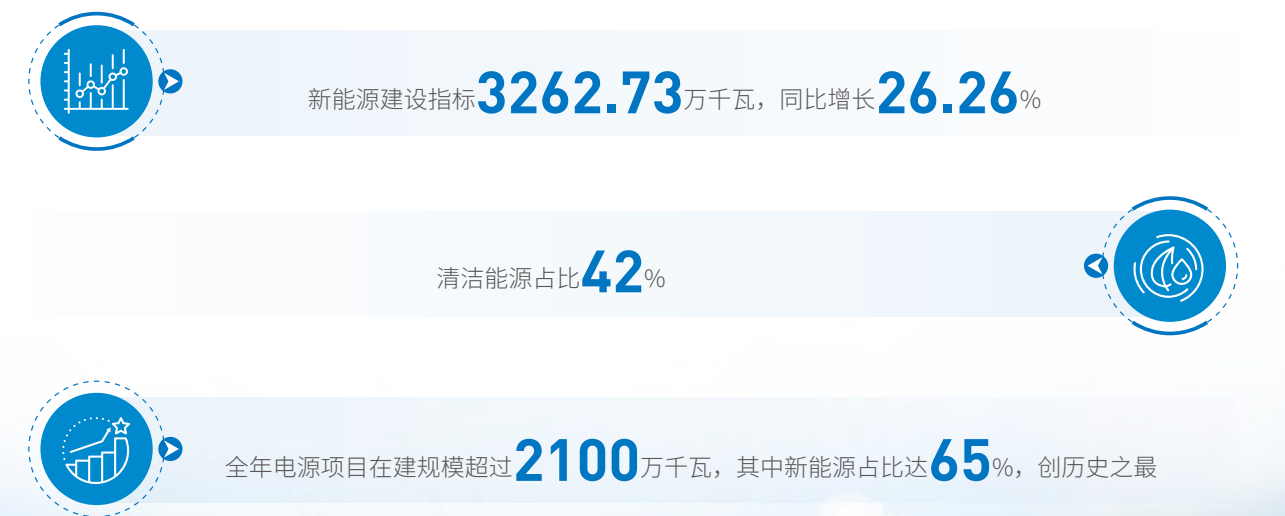 新能源建设指标3262.73万千瓦，同比增长26.26%
清洁能源占比42%
全年电源项目在建规模超过2100万千瓦，其中新能源占比达65%，创历史之最